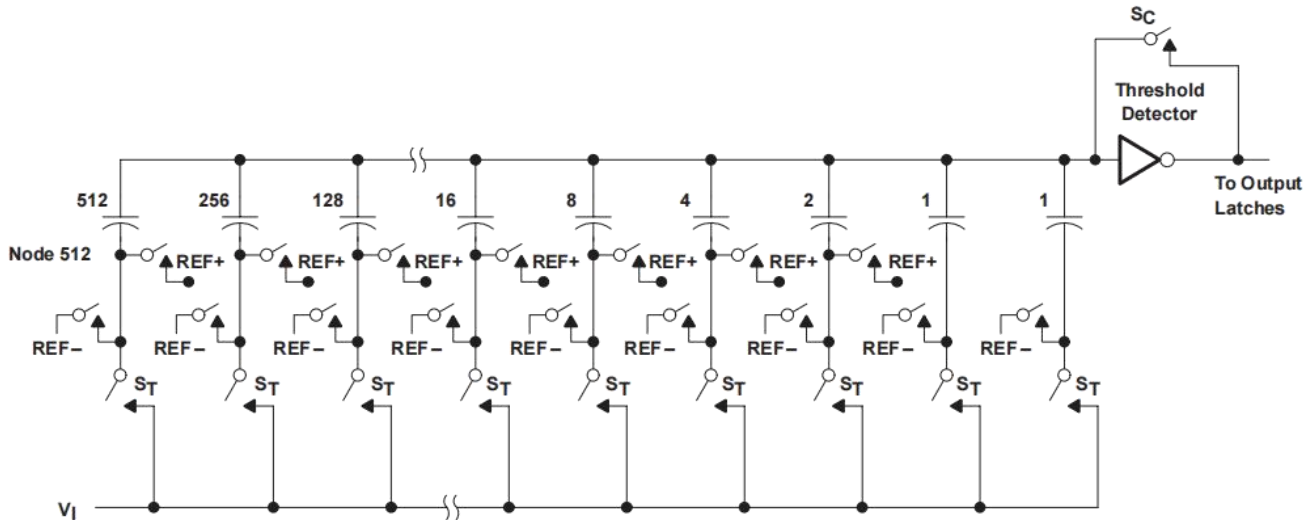 SC
Threshold
Detector
To Output
Latches
512 256 128 16 8 4 2 1 1
Node 512
REF+ REF+ REF+ REF+ REF+ REF+ REF+
REF− REF− REF− REF− REF− REF− REF− REF− REF−
ST ST ST ST ST ST ST ST ST
VI